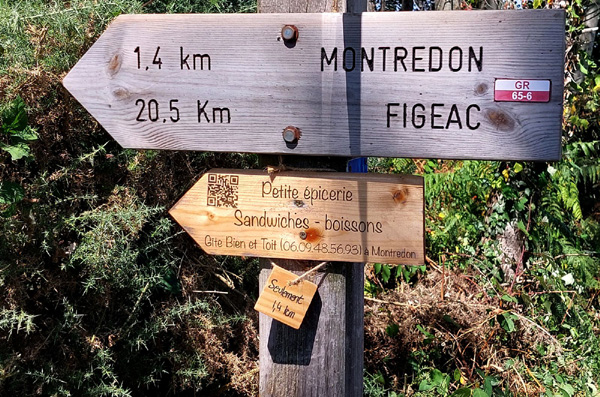 1,4 km MONTREDON
20,5 Km FIGEAC
GR
65-6
Petite épicerie
Sandwiches - boissons
Gîte Bien et Toit (06.09.48.56.93) à Montredon
Seulement
1,4 km